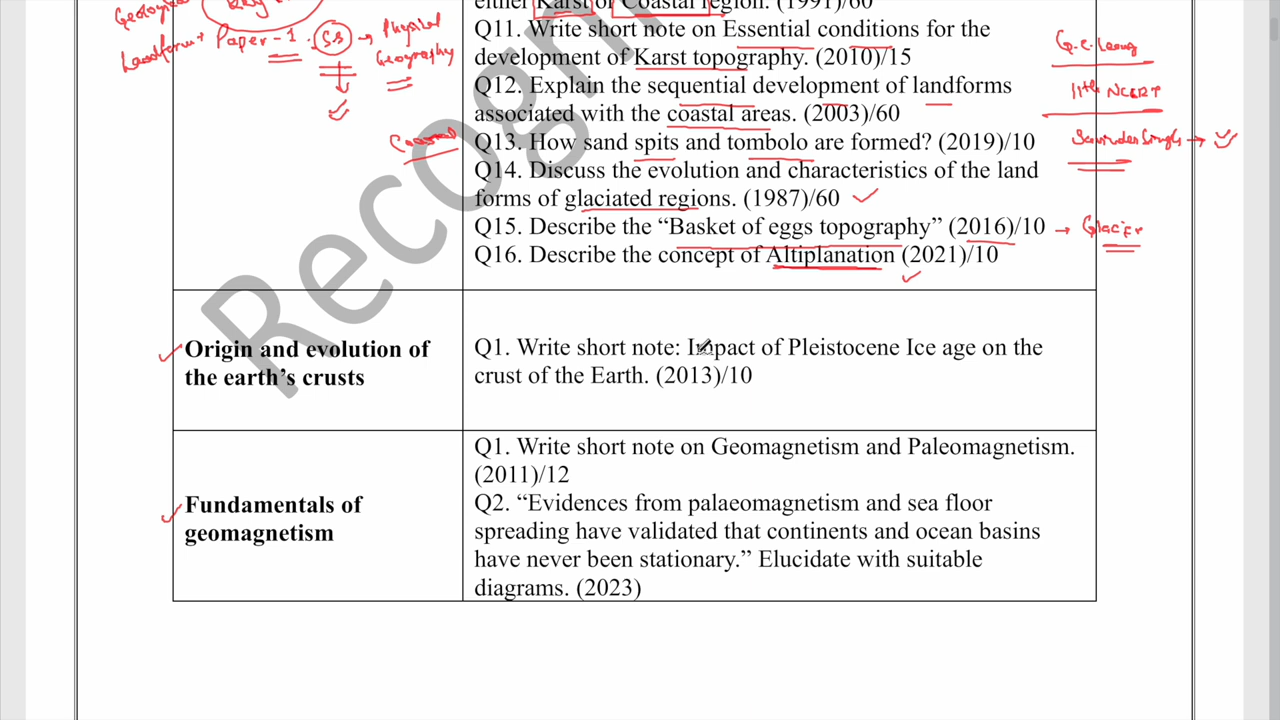 either Karst or Coastal region. (1991)/60
Q11. Write short note on Essential conditions for the
development of Karst topography. (2010)/15
Q12. Explain the sequential development of landforms
associated with the coastal areas. (2003)/60
Q13. How sand spits and tombolo are formed? (2019)/10
Q14. Discuss the evolution and characteristics of the land
forms of glaciated regions. (1987)/60
Q15. Describe the “Basket of eggs topography” (2016)/10
Q16. Describe the concept of Altiplanation (2021)/10
Geological
Landform
Paper-1
SS → Physical
Geography
Coastal
G.C. Leong
11th NCERT
Savinder Singh →
→ Glacier
Recogn
Origin and evolution of
the earth’s crusts
Q1. Write short note: Impact of Pleistocene Ice age on the
crust of the Earth. (2013)/10
Fundamentals of
geomagnetism
Q1. Write short note on Geomagnetism and Paleomagnetism.
(2011)/12
Q2. “Evidences from palaeomagnetism and sea floor
spreading have validated that continents and ocean basins
have never been stationary.” Elucidate with suitable
diagrams. (2023)